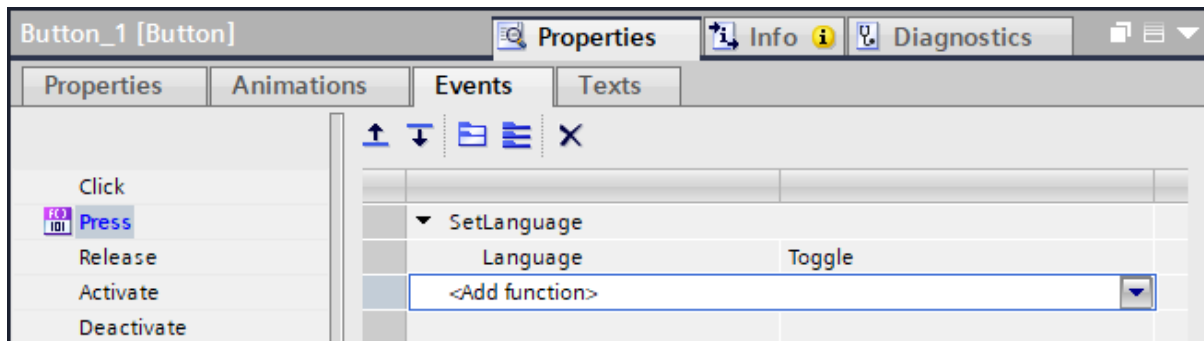 Button_1 [Button] Properties Info Diagnostics
Properties Animations Events Texts
Click
Press SetLanguage
Release Language Toggle
Activate <Add function>
Deactivate